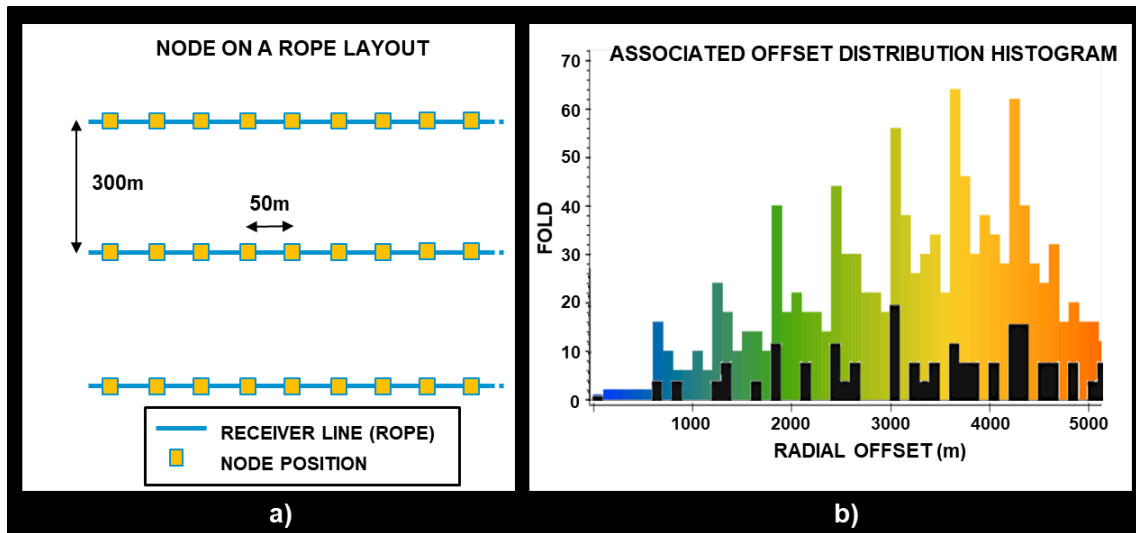 NODE ON A ROPE LAYOUT
300m
50m
RECEIVER LINE (ROPE)
NODE POSITION
a)
ASSOCIATED OFFSET DISTRIBUTION HISTOGRAM
70
60
50
40
30
20
10
0
FOLD
1000
2000
3000
4000
5000
RADIAL OFFSET (m)
b)